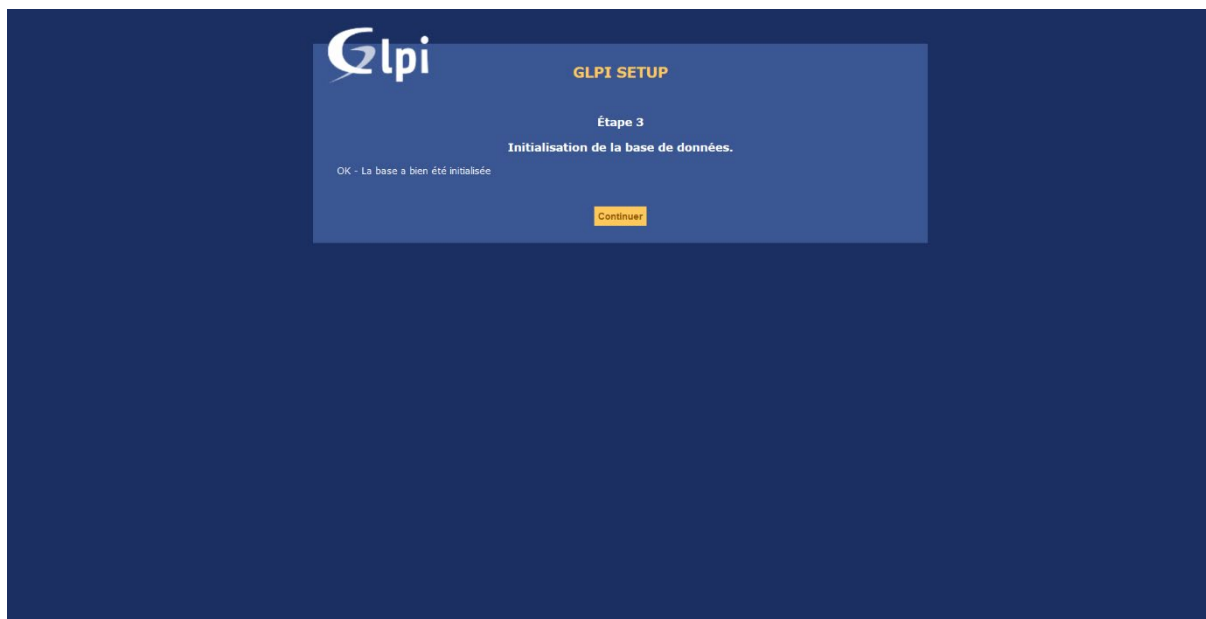 Glpi
GLPI SETUP
Étape 3
Initialisation de la base de données.
OK - La base a bien été initialisée
Continuer